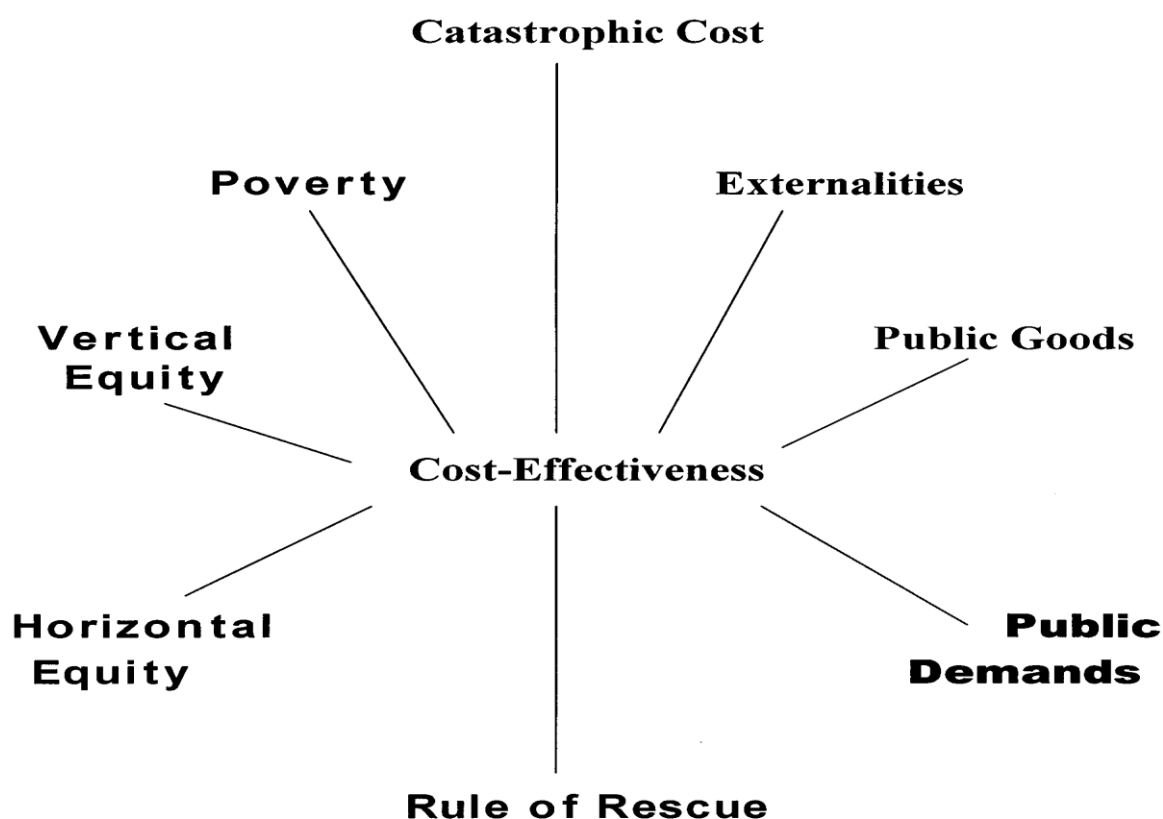 Catastrophic Cost
Poverty
Externalities
Vertical
Equity
Public Goods
Cost-Effectiveness
Horizontal
Equity
Public
Demands
Rule of Rescue